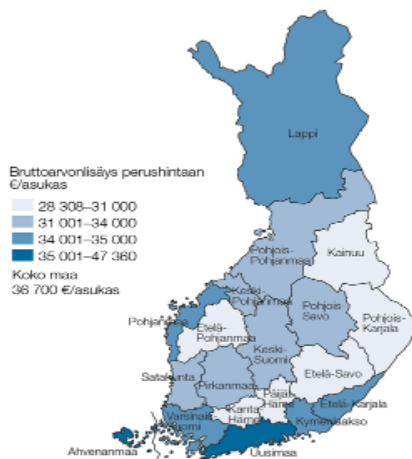 Lappi
Bruttoarvonlisäys perushintaan
€/asukas
28 308–31 000
31 001–34 000
34 001–35 000
35 001–47 360
Koko maa
36 700 €/asukas
Pohjois-
Pohjanmaa
Kainuu
Keski-
Pohjanmaa
Pohjanmaa
Etelä-
Pohjanmaa
Pohjois-
Savo
Pohjois-
Karjala
Keski-
Suomi
Etelä-Savo
Satakunta
Pirkanmaa
Päijät-
Häme
Kanta-
Häme
Etelä-Karjala
Varsinais-
Suomi
Kymenlaakso
Ahvenanmaa
Uusimaa